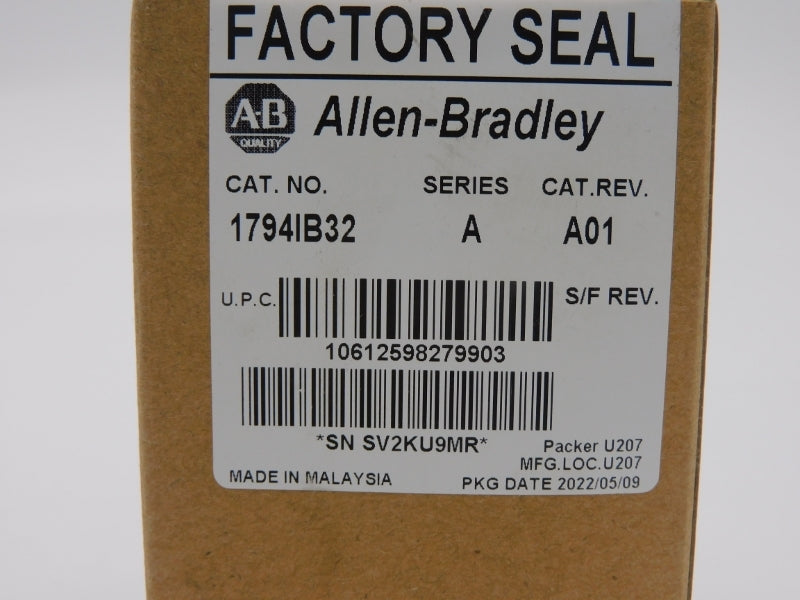 FACTORY SEAL
A-B
QUALITY
Allen-Bradley
CAT. NO. SERIES CAT.REV.
1794IB32 A A01
U.P.C. S/F REV.
10612598279903
*SN SV2KU9MR*
Packer U207
MFG.LOC.U207
MADE IN MALAYSIA PKG DATE 2022/05/09